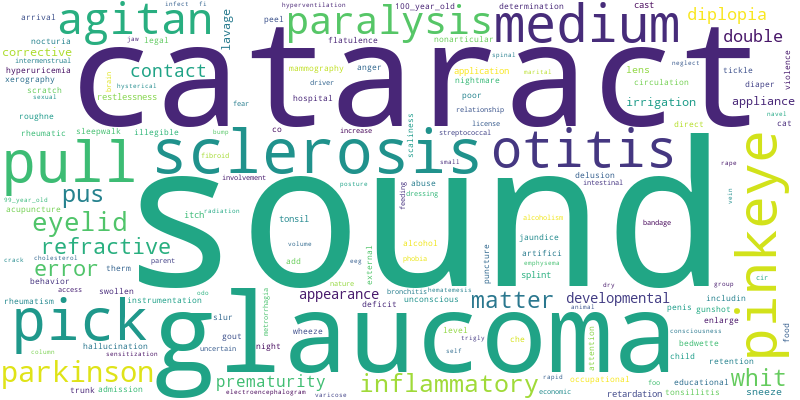 arrival
infect
fi
hyperventilation
100_year_old
determination
cast
agitan
paralysis
medium
diplopia
peel
nocturia
jaw
legal
lavage
flatulence
nonarticular
double
corrective
intermenstrual
cataract
spinal
neglect
violence
hyperuricemia
contact
mammography
anger
application
lens
tickle
xerography
brain
hysterical
driver
nightmare
marital
circulation
diaper
scratch
restlessness
hospital
poor
irrigation
appliance
sexual
fear
relationship
roughne
license
direct
navel
cat
rheumatic
sleepwalk
illegible
bump
co
increase
scaliness
streptococcal
pull
sclerosis
otitis
pinkeye
fibroid
small
rape
99_year_old
pus
involvement
posture
feeding
abuse
delusion
intestinal
acupuncture
itch
radiation
dressing
alcoholism
vein
eyelid
tonsil
sound
bandage
refractive
volume
alcohol
jaundice
crack
cholesterol
parent
eeg
external
phobia
puncture
artifici
error
therm
add
emphysema
behavior
nature
splint
cir
access
swollen
odo
bronchitis
hematemesis
dry
group
rheumatism
instrumentation
metrorrhagia
appearance
unconscious
matter
developmental
includin
pick
glaucoma
deficit
animal
penis
gunshot
slur
enlarge
hallucination
gout
wheeze
level
trigly
che
attention
consciousness
food
sensitization
uncertain
night
self
bedwette
column
child
retention
parkinson
prematurity
inflammatory
rapid
occupational
foo
educational
whit
trunk
admission
electroencephalogram
varicose
economic
retardation
tonsillitis
sneeze